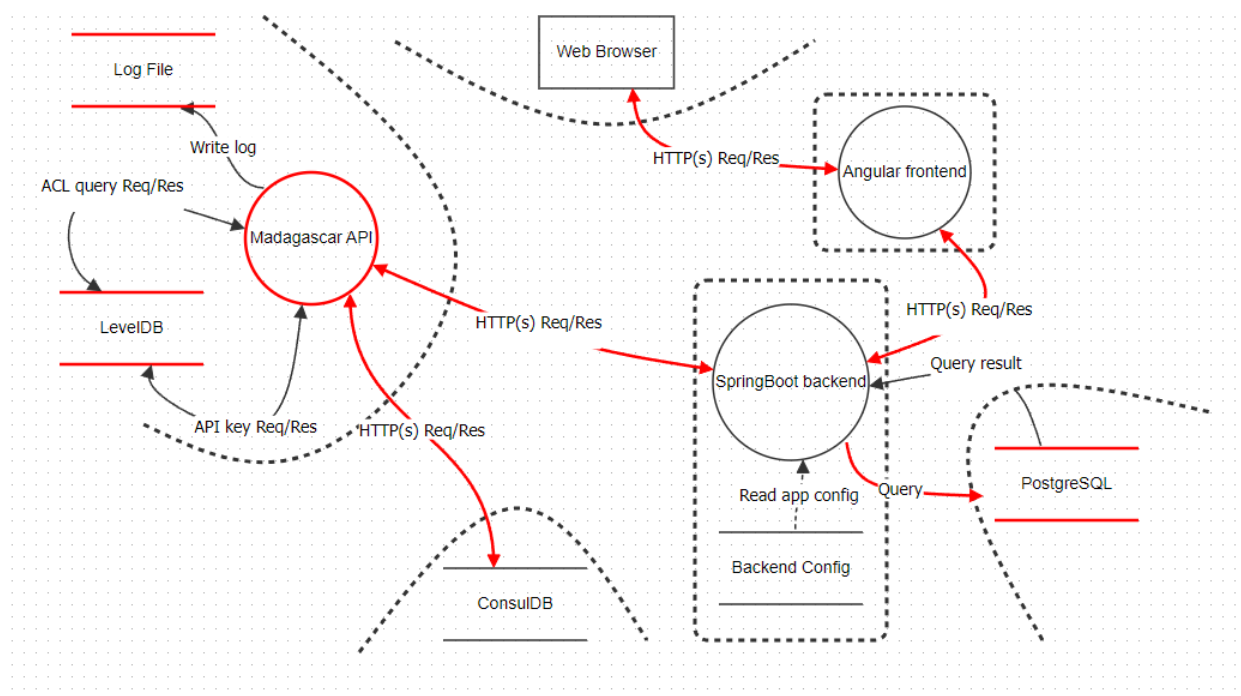 Web Browser
Log File
Write log
HTTP(s) Req/Res
Angular frontend
ACL query Req/Res
Madagascar API
HTTP(s) Req/Res
HTTP(s) Req/Res
LevelDB
Query result
SpringBoot backend
API key Req/Res
HTTP(s) Req/Res
PostgreSQL
Read app config
Query
Backend Config
ConsulDB